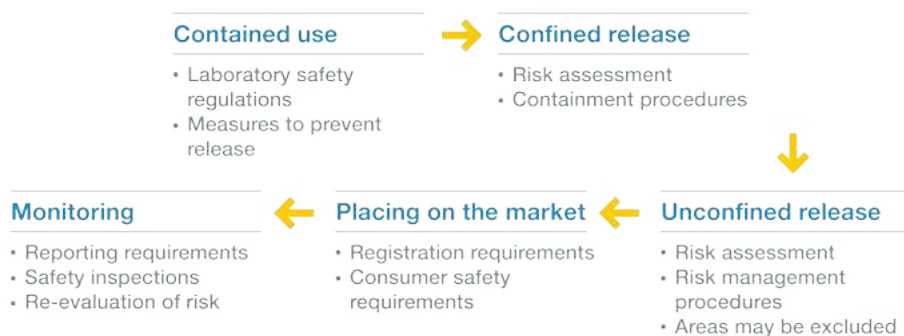 Contained use
• Laboratory safety
regulations
• Measures to prevent
release
Confined release
• Risk assessment
• Containment procedures
Unconfined release
• Risk assessment
• Risk management
procedures
• Areas may be excluded
Placing on the market
• Registration requirements
• Consumer safety
requirements
Monitoring
• Reporting requirements
• Safety inspections
• Re-evaluation of risk